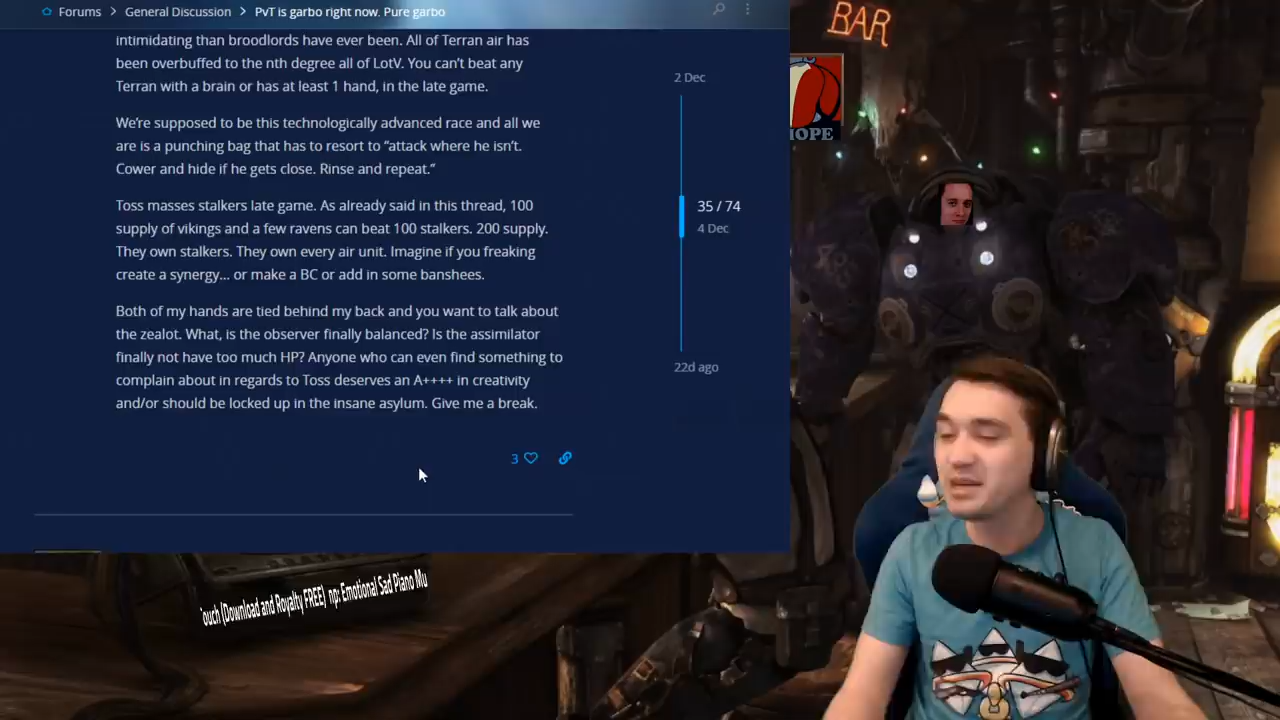 Forums > General Discussion > PvT is garbo right now. Pure garbo
BAR
intimidating than broodlords have ever been. All of Terran air has
been overbuffed to the nth degree all of LotV. You can't beat any
Terran with a brain or has at least 1 hand, in the late game.
2 Dec
HOPE
We're supposed to be this technologically advanced race and all we
are is a punching bag that has to resort to "attack where he isn't.
Cower and hide if he gets close. Rinse and repeat."
Toss masses stalkers late game. As already said in this thread, 100
supply of vikings and a few ravens can beat 100 stalkers. 200 supply.
They own stalkers. They own every air unit. Imagine if you freaking
create a synergy... or make a BC or add in some banshees.
35 / 74
4 Dec
Both of my hands are tied behind my back and you want to talk about
the zealot. What, is the observer finally balanced? Is the assimilator
finally not have too much HP? Anyone who can even find something to
complain about in regards to Toss deserves an A++++ in creativity
and/or should be locked up in the insane asylum. Give me a break.
22d ago
3
ouch (Download and Royalty FREE) np: Emotional Sad Piano Mu